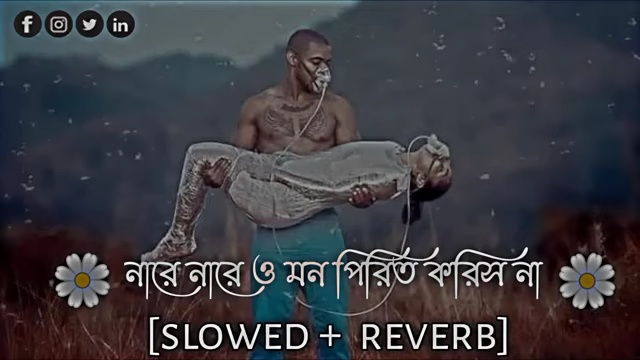 নারে নারে ও মন পিরিত করিস না
[SLOWED + REVERB]